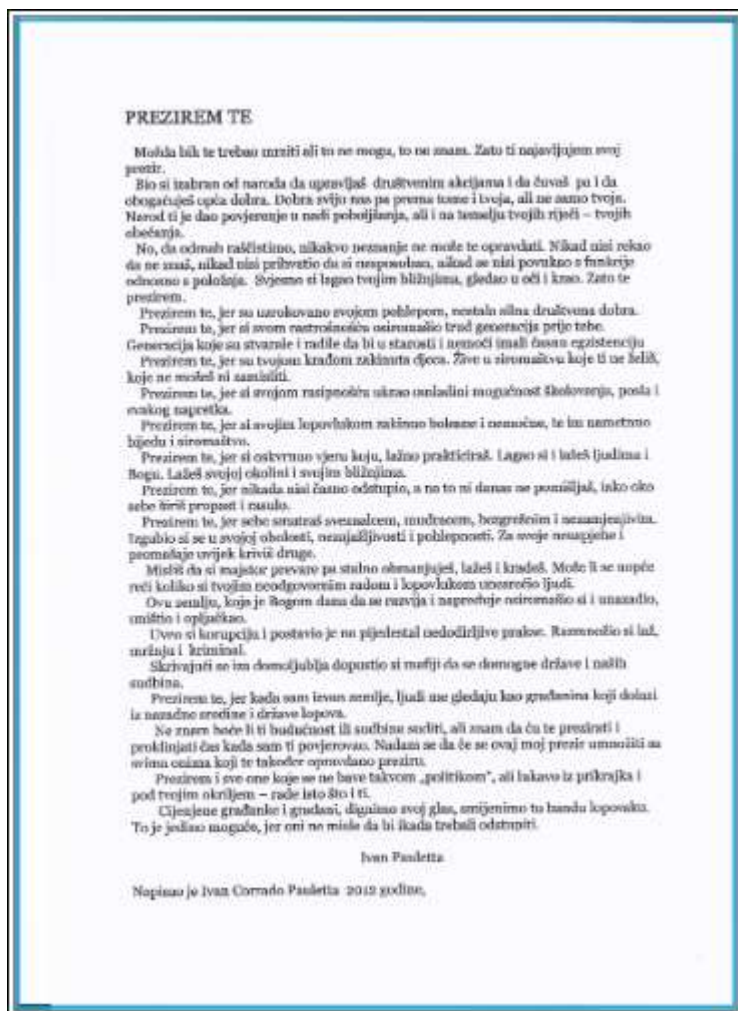 PREZIREM TE
Možda bih te trebao mrziti ali to ne mogu, to ne znam. Zato ti najavljujem svoj
prezir.
Bio si izabran od naroda da upravljaš društvenim akcijama i da čuvaš pa i da
obogaćuješ opća dobra. Dobra sviju nas pa prema tome i tvoja, ali ne samo tvoja.
Narod ti je dao povjerenje u nadi poboljšanja, ali i na temelju tvojih riječi – tvojih
obećanja.
No, da odmah raščistimo, nikakvo neznanje ne može te opravdati. Nikad nisi rekao
da ne znaš, nikad nisi prihvatio da si nesposoban, nikad se nisi povukao s funkcije
odnosno s položaja. Svjesno si lagao tvojim bližnjima, gledao u oči i krao. Zato te
prezirem.
Prezirem te, jer su uzrokovano svojom pohlepom, nestala silna društvena dobra.
Prezirem te, jer si svom rastrošnošću osiromašio trud generacija prije tebe.
Generacija koje su stvarale i radile da bi u starosti i nemoći imali časnu egzistenciju
Prezirem te, jer su tvojom krađom zakinuta djeca. Žive u siromaštvu koje ti ne želiš,
koje ne možeš ni zamisliti.
Prezirem te, jer si svojom rasipnošću ukrao omladini mogućnost školovanja, posla i
svakog napretka.
Prezirem te, jer si svojim lopovlukom zakinuo bolesne i nemoćne, te im nametnuo
bijedu i siromaštvo.
Prezirem te, jer si oskvrnuo vjeru koju, lažno prakticiraš. Lagao si i lažeš ljudima i
Bogu. Lažeš svojoj okolini i svojim bližnjima.
Prezirem te, jer nikada nisi časno odstupio, a na to ni danas ne pomišljaš, iako oko
sebe širiš propast i rasulo.
Prezirem te, jer sebe smatraš sveznalcem, mudracem, bezgrešnim i nezamjenjivim.
Izgubio si se u svojoj oholosti, nezajažljivosti i pohlepnosti. Za svoje neuspjehe i
promašaje uvijek kriviš druge.
Misliš da si majstor prevare pa stalno obmanjuješ, lažeš i kradeš. Može li se uopće
reći koliko si tvojim neodgovornim radom i lopovlukom unesrećio ljudi.
Ovu zemlju, koja je Bogom dana da se razvija i napreduje osiromašio si i unazadio,
uništio i opljačkao.
Uveo si korupciju i postavio je na pijedestal nedodirljive prakse. Razmnožio si laž,
mržnju i kriminal.
Skrivajući se iza domoljublja dopustio si mafiji da se domogne države i naših
sudbina.
Prezirem te, jer kada sam izvan zemlje, ljudi me gledaju kao građanina koji dolazi
iz nazadne sredine i države lopova.
Ne znam hoće li ti budućnost ili sudbina suditi, ali znam da ću te prezirati i
proklinjati čas kada sam ti povjerovao. Nadam se da će se ovaj moj prezir umnožiti sa
svima onima koji te također opravdano preziru.
Prezirem i sve one koje se ne bave takvom „politikom“, ali lukavo iz prikrajka i
pod tvojim okriljem – rade isto što i ti.
Cijenjene građanke i građani, dignimo svoj glas, smijenimo tu bandu lopovsku.
To je jedino moguće, jer oni ne misle da bi ikada trebali odstupiti.
Ivan Pauletta
Napisao je Ivan Corrado Pauletta 2012 godine,